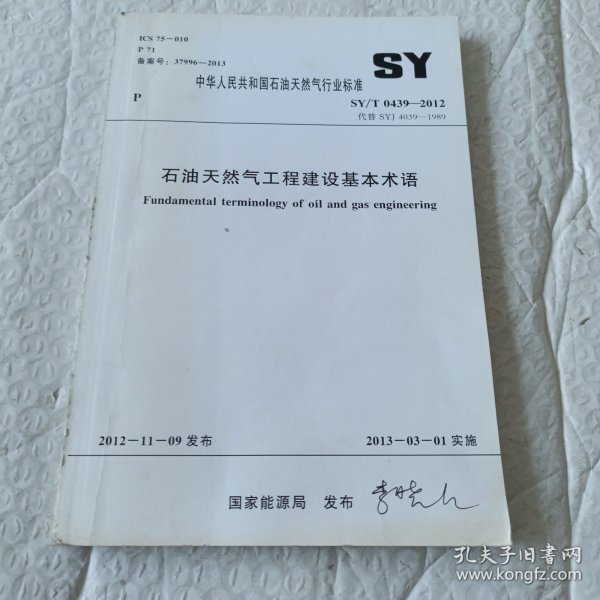 ICS 75—010
P 71
备案号：37996—2013
SY
中华人民共和国石油天然气行业标准
P
SY/T 0439—2012
代替 SYJ 4039—1989
石油天然气工程建设基本术语
Fundamental terminology of oil and gas engineering
2012—11—09 发布
2013—03—01 实施
国家能源局 发布
孔夫子旧书网
www.kongfz.com